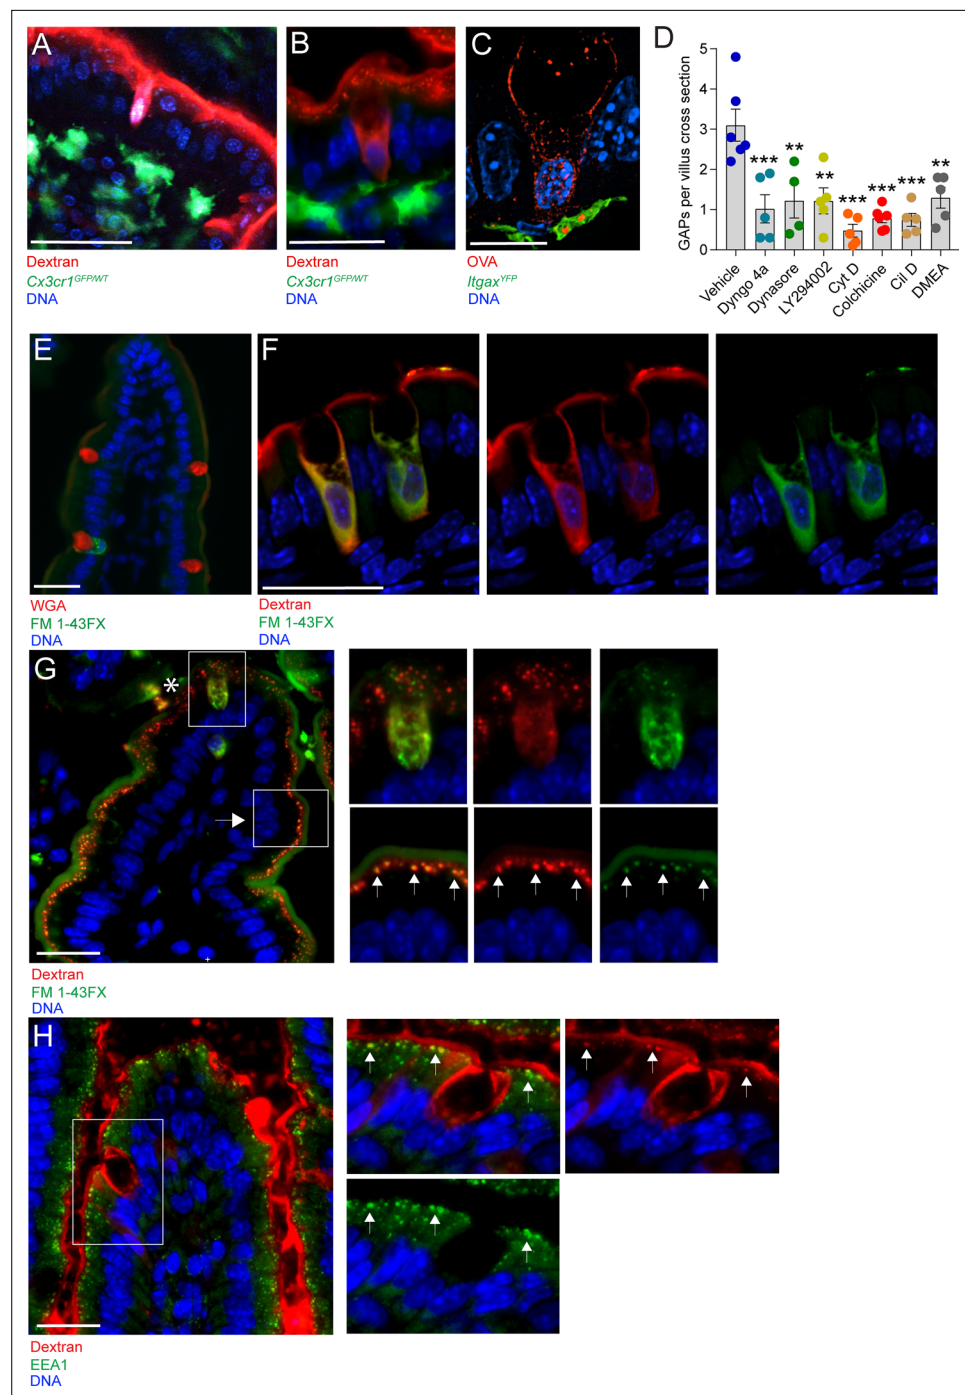 A
Dextran
Cx3cr1GFP/WT
DNA
B
Dextran
Cx3cr1GFP/WT
DNA
C
OVA
ItgaxYFP
DNA
D
GAPs per villus cross section
5
4
3
2
1
0
***
**
**
***
***
***
**
Vehicle
Dyngo 4a
Dynasore
LY294002
Cyt D
Colchicine
Cil D
DMEA
E
WGA
FM 1-43FX
DNA
F
Dextran
FM 1-43FX
DNA
G
*
Dextran
FM 1-43FX
DNA
H
Dextran
EEA1
DNA